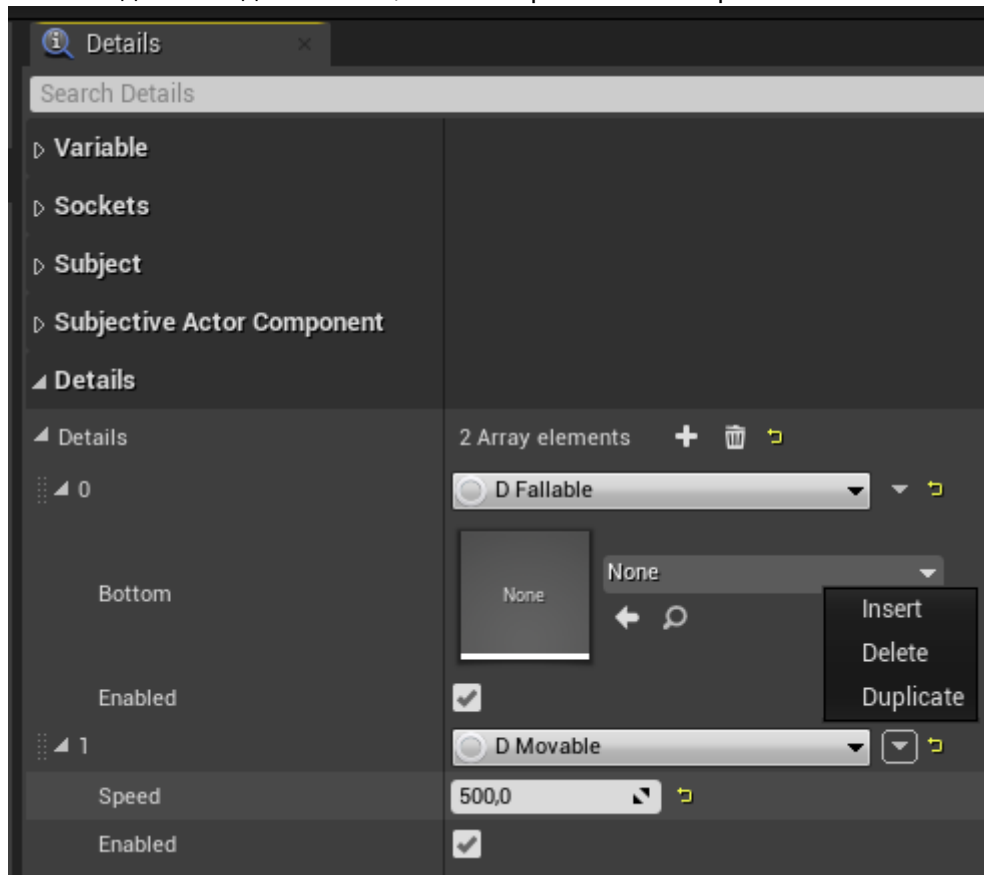 Details
Search Details
Variable
Sockets
Subject
Subjective Actor Component
Details
Details 2 Array elements
0 D Fallable
Bottom None None
Insert
Delete
Enabled
Duplicate
1 D Movable
Speed 500,0
Enabled